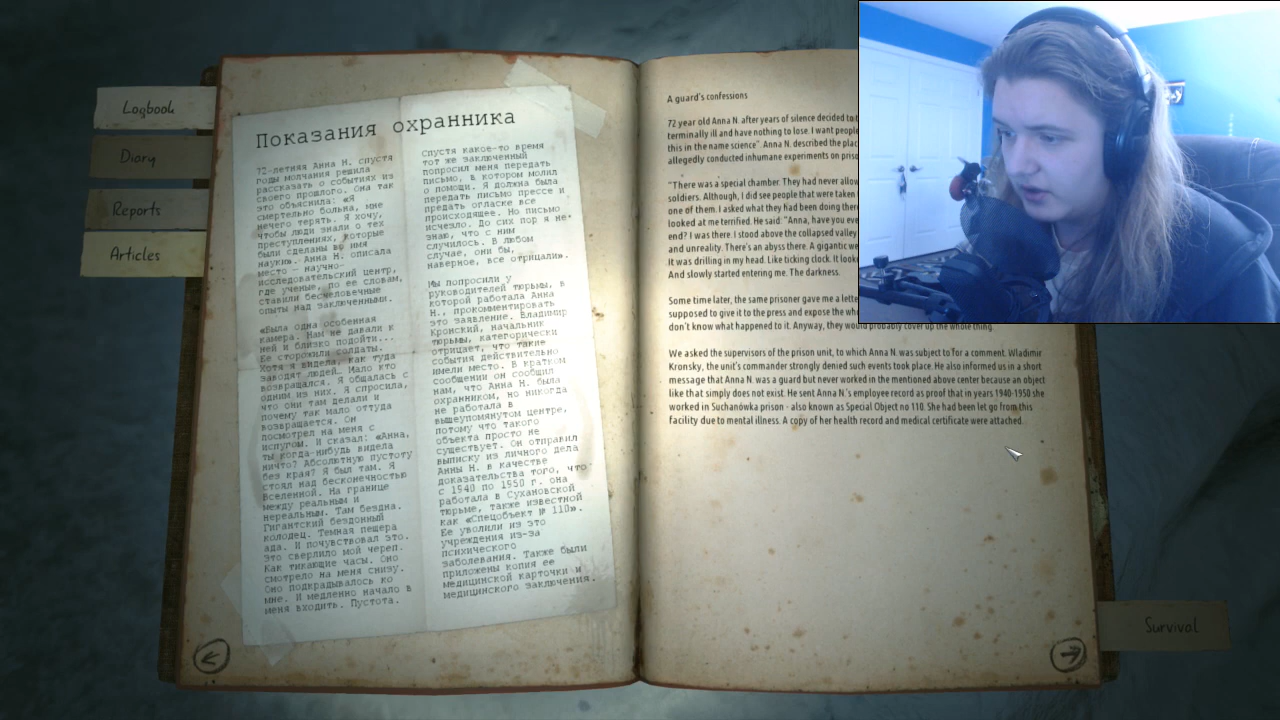 Logbook
Diary
Reports
Articles
Показания охранника
72-летняя Анна Н. спустя
годы молчания решила
рассказать о событиях из
своего прошлого. Она так
это объяснила: «Я
смертельно больна, мне
нечего терять. Я хочу,
чтобы люди знали о тех
преступлениях, которые
были сделаны во имя
науки». Анна Н. описала
место — научно-
исследовательский центр,
где ученые, по ее словам,
ставили бесчеловечные
опыты над заключенными.
«Была одна особенная
камера. Нам не давали к
ней и близко подойти...
Ее сторожили солдаты.
Хотя я видела, как туда
заводят людей… Мало кто
возвращался. Я общалась с
одним из них. Я спросила,
что они там делали и
почему так мало оттуда
возвращается. Он
посмотрел на меня с
испугом. И сказал: «Анна,
ты когда-нибудь видела
ничто? Абсолютную пустоту
без края? Я был там. Я
стоял над бесконечностью
Вселенной. На границе
между реальным и
нереальным. Там бездна.
Гигантский бездонный
колодец. Темная пещера
ада. И почувствовал это.
Это сверлило мой череп.
Как тикающие часы. Оно
смотрело на меня снизу.
Оно подкрадывалось ко
мне. И медленно начало в
меня входить. Пустота.
Спустя какое-то время
тот же заключенный
попросил меня передать
письмо, в котором молил
о помощи. Я должна была
передать письмо прессе и
предать огласке все
происходящее. Но письмо
исчезло. До сих пор я не
знаю, что с ним
случилось. В любом
случае, они бы,
наверное, все отрицали».
Мы попросили у
руководителей тюрьмы, в
которой работала Анна
Н., прокомментировать
это заявление. Владимир
Кронский, начальник
тюрьмы, категорически
отрицает, что такие
события действительно
имели место. В кратком
сообщении он сообщил
нам, что Анна Н. была
охранником, но никогда
не работала в
вышеупомянутом центре,
потому что такого
объекта просто не
существует. Он отправил
выписку из личного дела
Анны Н. в качестве
доказательства того, что
с 1940 по 1950 г. она
работала в Сухановской
тюрьме, также известной
как «Спецобъект № 110».
Ее уволили из это
учреждения из-за
психического
заболевания. Также были
приложены копия ее
медицинской карточки и
медицинского заключения.
A guard's confessions
72 year old Anna N. after years of silence decided to
terminally ill and have nothing to lose. I want people
this in the name science". Anna N. described the plac
allegedly conducted inhumane experiments on priso
"There was a special chamber. They had never allow
soldiers. Although, I did see people that were taken
one of them. I asked what they had been doing there
looked at me terrified. He said: "Anna, have you eve
end? I was there. I stood above the collapsed valley
and unreality. There's an abyss there. A gigantic we
It was drilling in my head. Like ticking clock. It looke
And slowly started entering me. The darkness.
Some time later, the same prisoner gave me a lette
supposed to give it to the press and expose the who
don't know what happened to it. Anyway, they would probably cover up the whole thing.
We asked the supervisors of the prison unit, to which Anna N. was subject to for a comment. Wladimir
Kronsky, the unit's commander strongly denied such events took place. He also informed us in a short
message that Anna N. was a guard but never worked in the mentioned above center because an object
like that simply does not exist. He sent Anna N.'s employee record as proof that in years 1940-1950 she
worked in Suchanówka prison - also known as Special Object no 110. She had been let go from this
facility due to mental illness. A copy of her health record and medical certificate were attached.
Survival